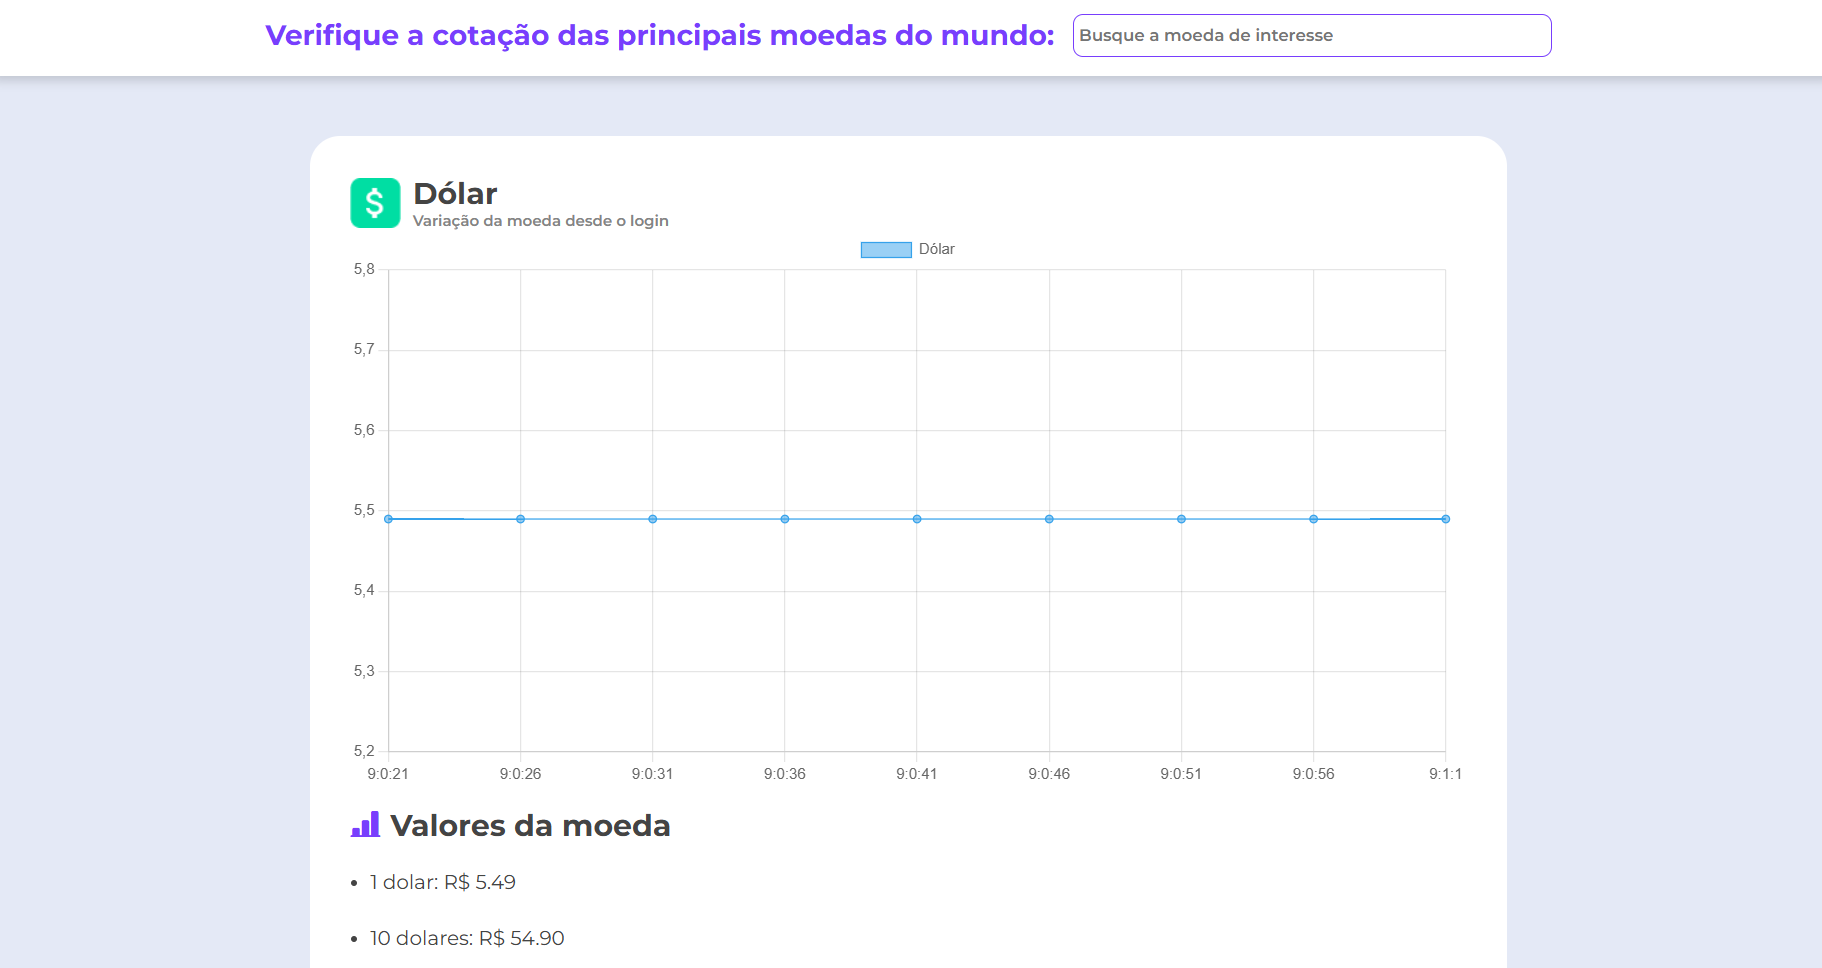 Verifique a cotação das principais moedas do mundo:
Busque a moeda de interesse
$
Dólar
Variação da moeda desde o login
Dólar
5,8
5,7
5,6
5,5
5,4
5,3
5,2
9:0:21 9:0:26 9:0:31 9:0:36 9:0:41 9:0:46 9:0:51 9:0:56 9:1:1
Valores da moeda
• 1 dolar: R$ 5.49
• 10 dolares: R$ 54.90